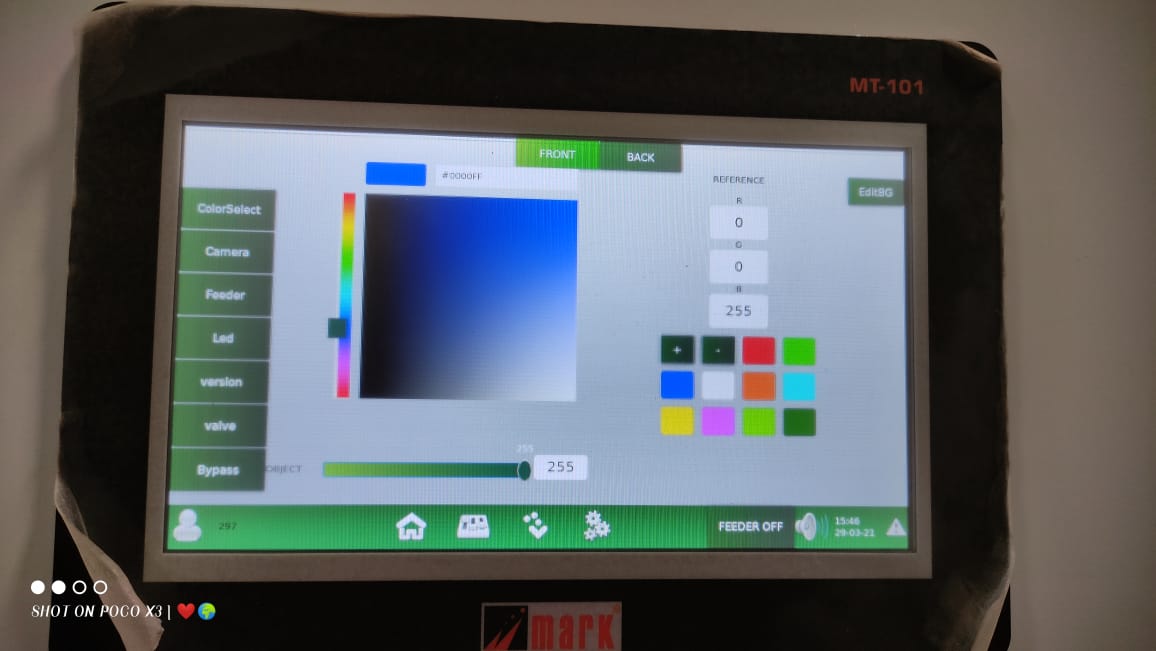 MT-101
FRONT
BACK
#0000FF
REFERENCE
EditBG
R
0
G
0
B
255
ColorSelect
Camera
Feeder
Led
version
valve
Bypass
+
-
OBJECT
255
255
297
FEEDER OFF
15:46
29-03-21
mark
SHOT ON POCO X3 |